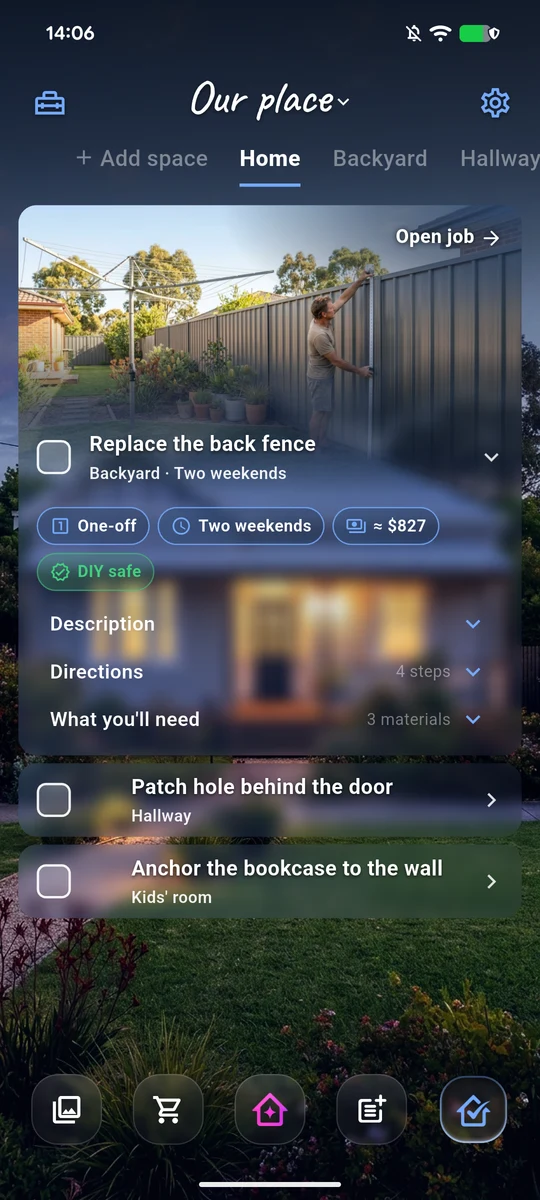 14:06
Our place
+ Add space Home Backyard Hallway
Open job →
Replace the back fence
Backyard · Two weekends
1 One-off Two weekends ≈ $827
DIY safe
Description
Directions 4 steps
What you'll need 3 materials
Patch hole behind the door
Hallway
Anchor the bookcase to the wall
Kids' room